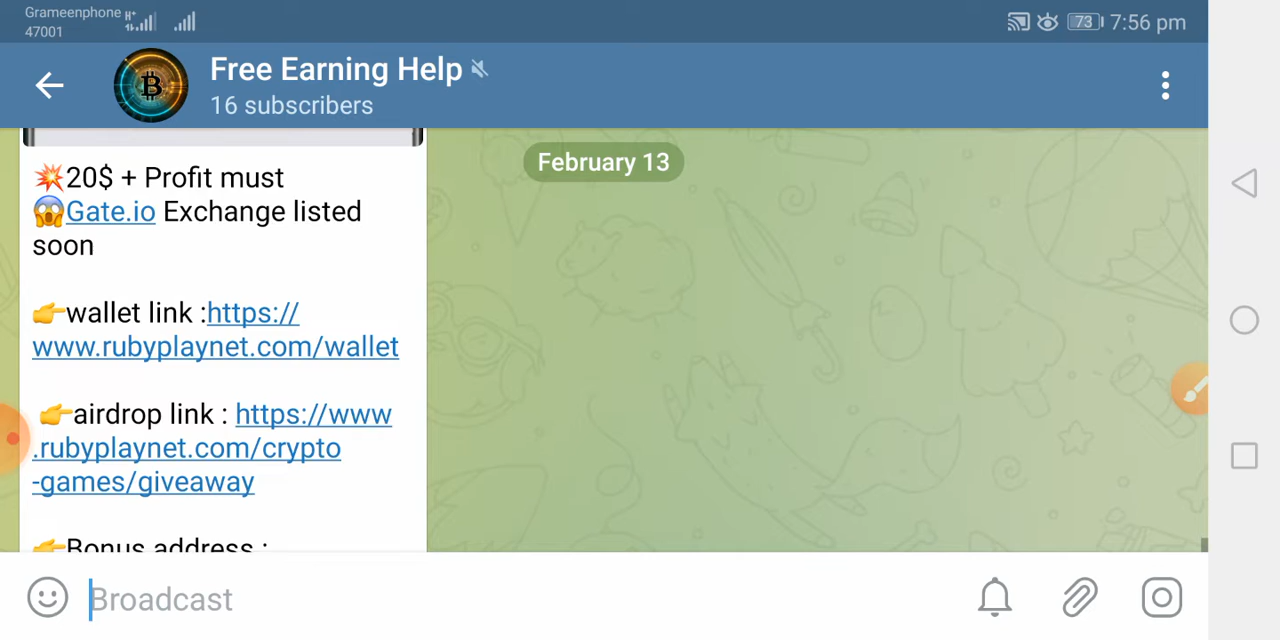 Grameenphone
47001
73 7:56 pm
Free Earning Help
16 subscribers
February 13
💥20$ + Profit must
😱Gate.io Exchange listed
soon
👉wallet link :https://
www.rubyplaynet.com/wallet
👉airdrop link : https://www
.rubyplaynet.com/crypto
-games/giveaway
👉Bonus address :
Broadcast